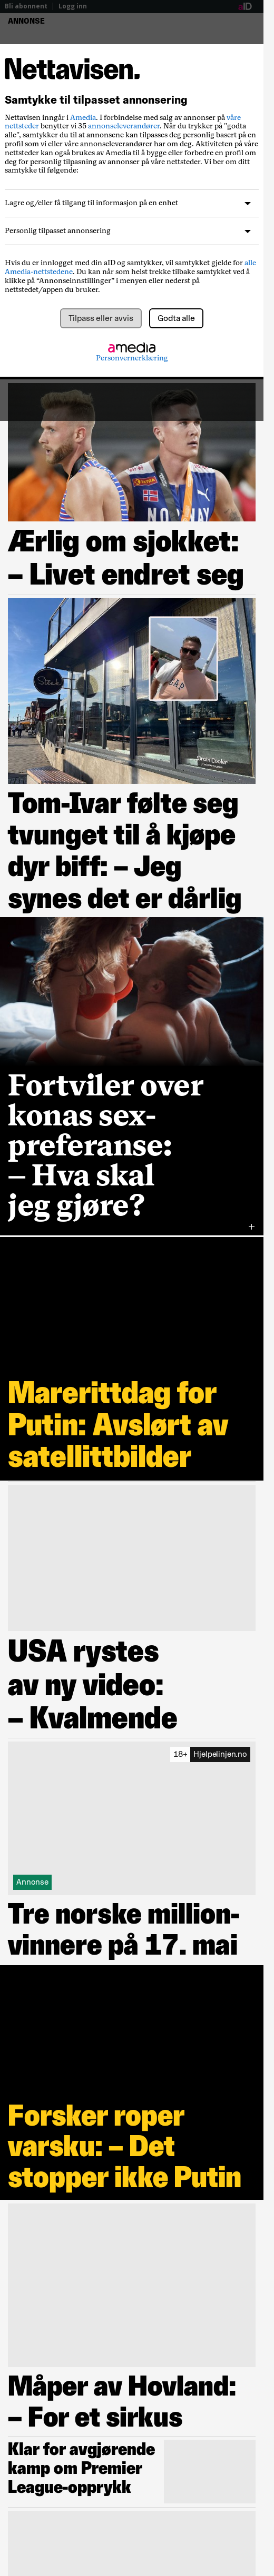 Bli abonnent | Logg inn
aID
ANNONSE
Nettavisen.
Samtykke til tilpasset annonsering
Nettavisen inngår i Amedia. I forbindelse med salg av annonser på våre
nettsteder benytter vi 35 annonseleverandører. Når du trykker på "godta
alle", samtykker du til at annonsene kan tilpasses deg personlig basert på en
profil som vi eller våre annonseleverandører har om deg. Aktiviteten på våre
nettstedet kan også brukes av Amedia til å bygge eller forbedre en profil om
deg for personlig tilpasning av annonser på våre nettsteder. Vi ber om ditt
samtykke til følgende:
Lagre og/eller få tilgang til informasjon på en enhet
Personlig tilpasset annonsering
Hvis du er innlogget med din aID og samtykker, vil samtykket gjelde for alle
Amedia-nettstedene. Du kan når som helst trekke tilbake samtykket ved å
klikke på “Annonseinnstillinger” i menyen eller nederst på
nettstedet/appen du bruker.
Tilpass eller avvis
Godta alle
amedia
Personvernerklæring
Ærlig om sjokket:
– Livet endret seg
Tom-Ivar følte seg
tvunget til å kjøpe
dyr biff: – Jeg
synes det er dårlig
Fortviler over
konas sex-
preferanse:
– Hva skal
jeg gjøre?
+
Marerittdag for
Putin: Avslørt av
satellittbilder
USA rystes
av ny video:
– Kvalmende
18+ Hjelpelinjen.no
Annonse
Tre norske million-
vinnere på 17. mai
Forsker roper
varsku: – Det
stopper ikke Putin
Måper av Hovland:
– For et sirkus
Klar for avgjørende
kamp om Premier
League-opprykk